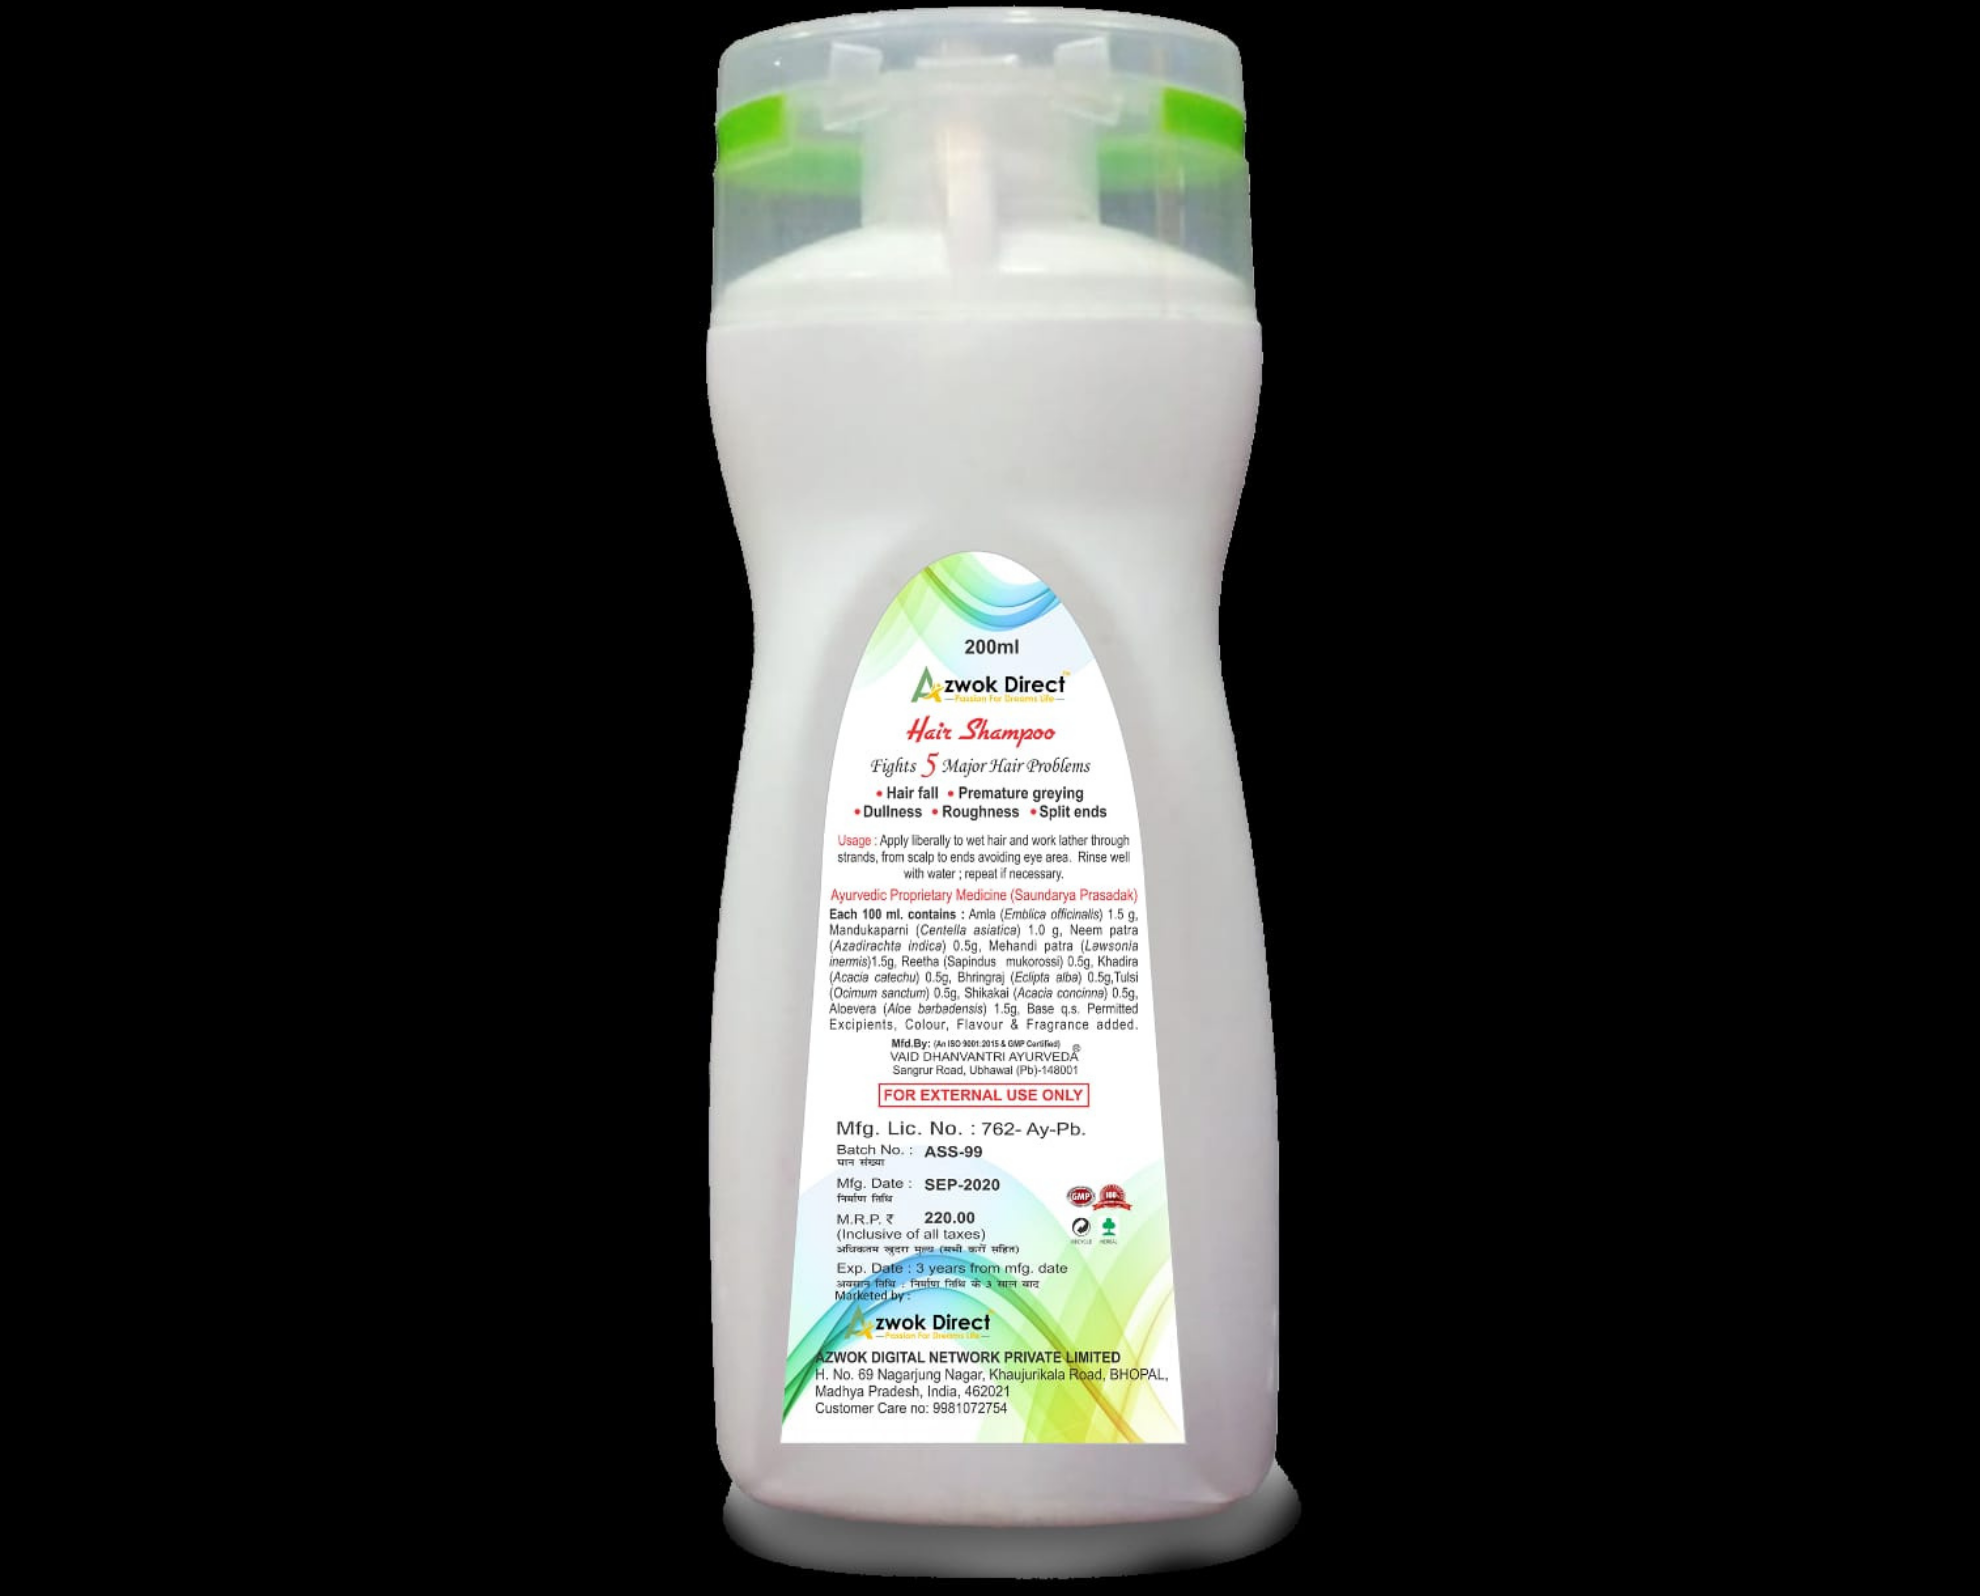 200ml
Azwok Direct™
Passion For Dreams Life
Hair Shampoo
Fights 5 Major Hair Problems
• Hair fall • Premature greying
• Dullness • Roughness • Split ends
Usage : Apply liberally to wet hair and work lather through
strands, from scalp to ends avoiding eye area. Rinse well
with water ; repeat if necessary.
Ayurvedic Proprietary Medicine (Saundarya Prasadak)
Each 100 ml. contains : Amla (Emblica officinalis) 1.5 g,
Mandukaparni (Centella asiatica) 1.0 g, Neem patra
(Azadirachta indica) 0.5g, Mehandi patra (Lawsonia
inermis)1.5g, Reetha (Sapindus mukorossi) 0.5g, Khadira
(Acacia catechu) 0.5g, Bhringraj (Eclipta alba) 0.5g,Tulsi
(Ocimum sanctum) 0.5g, Shikakai (Acacia concinna) 0.5g,
Aloevera (Aloe barbadensis) 1.5g, Base q.s. Permitted
Excipients, Colour, Flavour & Fragrance added.
Mfd.By: (An ISO 9001:2015 & GMP Certified)
VAID DHANVANTRI AYURVEDA®
Sangrur Road, Ubhawal (Pb)-148001
FOR EXTERNAL USE ONLY
Mfg. Lic. No. : 762- Ay-Pb.
Batch No. : ASS-99
घान संख्या
Mfg. Date : SEP-2020
निर्माण तिथि
M.R.P. ₹ 220.00
(Inclusive of all taxes)
अधिकतम खुदरा मूल्य (सभी करों सहित)
Exp. Date : 3 years from mfg. date
अवसान तिथि : निर्माण तिथि के 3 साल बाद
GMP 100%
RECYCLE HERBAL
Marketed by :
Azwok Direct
Passion For Dreams Life
AZWOK DIGITAL NETWORK PRIVATE LIMITED
H. No. 69 Nagarjung Nagar, Khaujurikala Road, BHOPAL,
Madhya Pradesh, India, 462021
Customer Care no: 9981072754